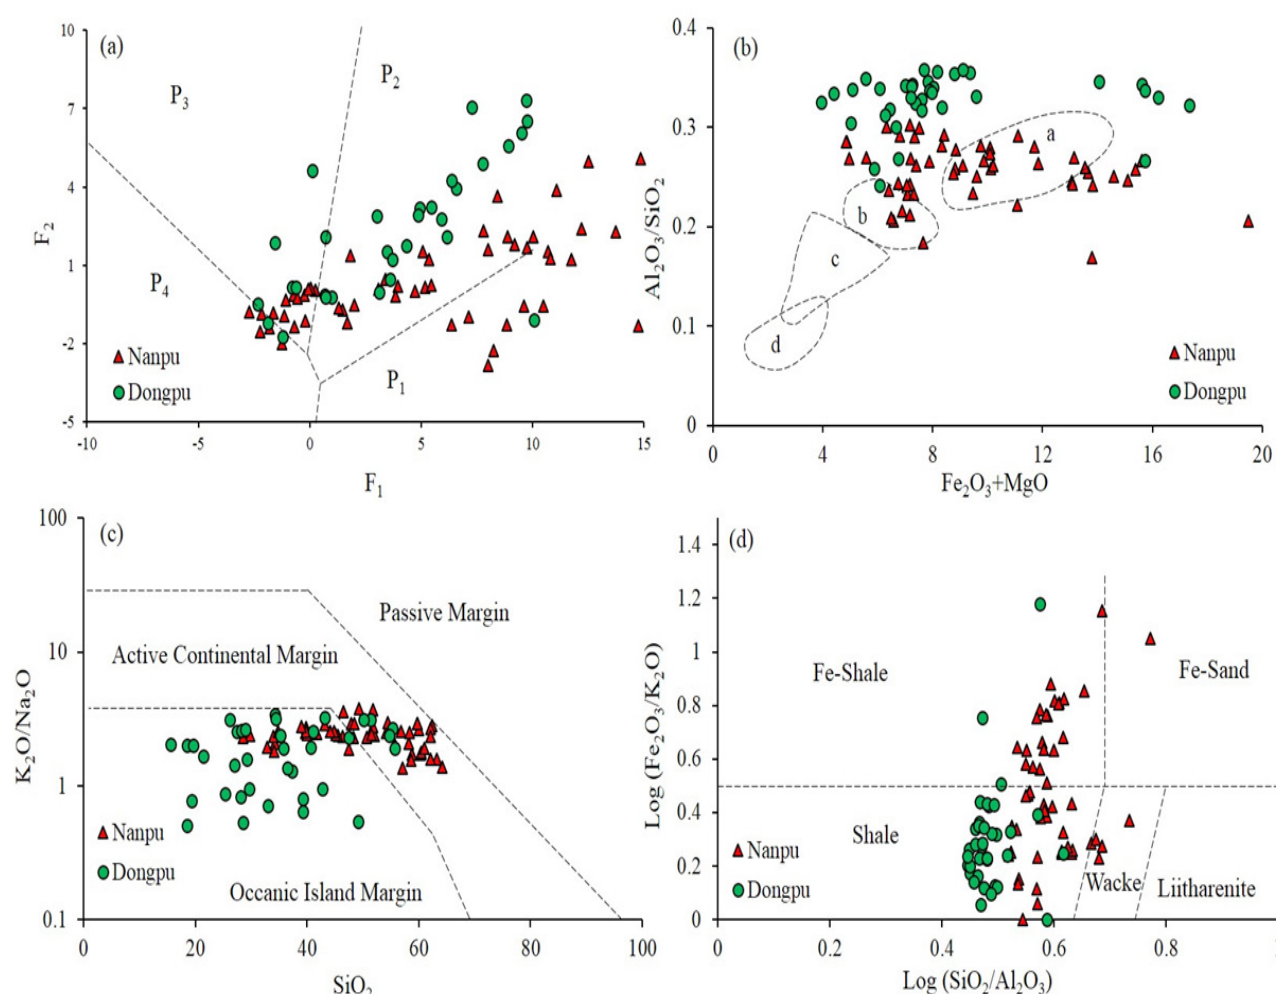 (a)
10
7
4
1
-2
-5
F₂
P₃
P₂
P₄
P₁
Nanpu
Dongpu
-10
-5
0
5
10
15
F₁
(b)
0.4
0.3
0.2
0.1
0
Al₂O₃/SiO₂
a
b
c
d
Nanpu
Dongpu
0
4
8
12
16
20
Fe₂O₃+MgO
(c)
100
10
1
0.1
K₂O/Na₂O
Passive Margin
Active Continental Margin
Nanpu
Dongpu
Occanic Island Margin
0
20
40
60
80
100
SiO₂
(d)
1.4
1.2
1
0.8
0.6
0.4
0.2
0
Log (Fe₂O₃/K₂O)
Fe-Shale
Fe-Sand
Shale
Nanpu
Dongpu
Wacke
Liitharenite
0
0.2
0.4
0.6
0.8
Log (SiO₂/Al₂O₃)